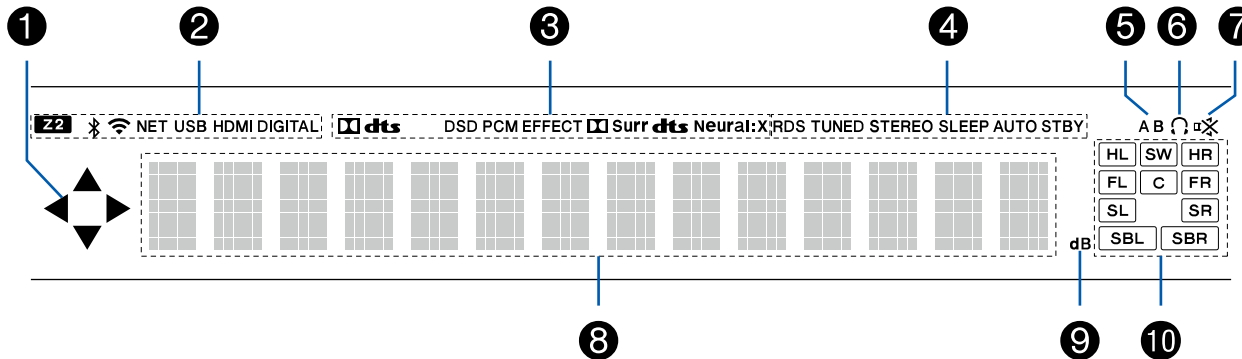 1 2 3 4 5 6 7
Z2 NET USB HDMI DIGITAL dts DSD PCM EFFECT Surr dts Neural:X RDS TUNED STEREO SLEEP AUTO STBY A B
HL SW HR
FL C FR
SL SR
dB SBL SBR
8 9 10